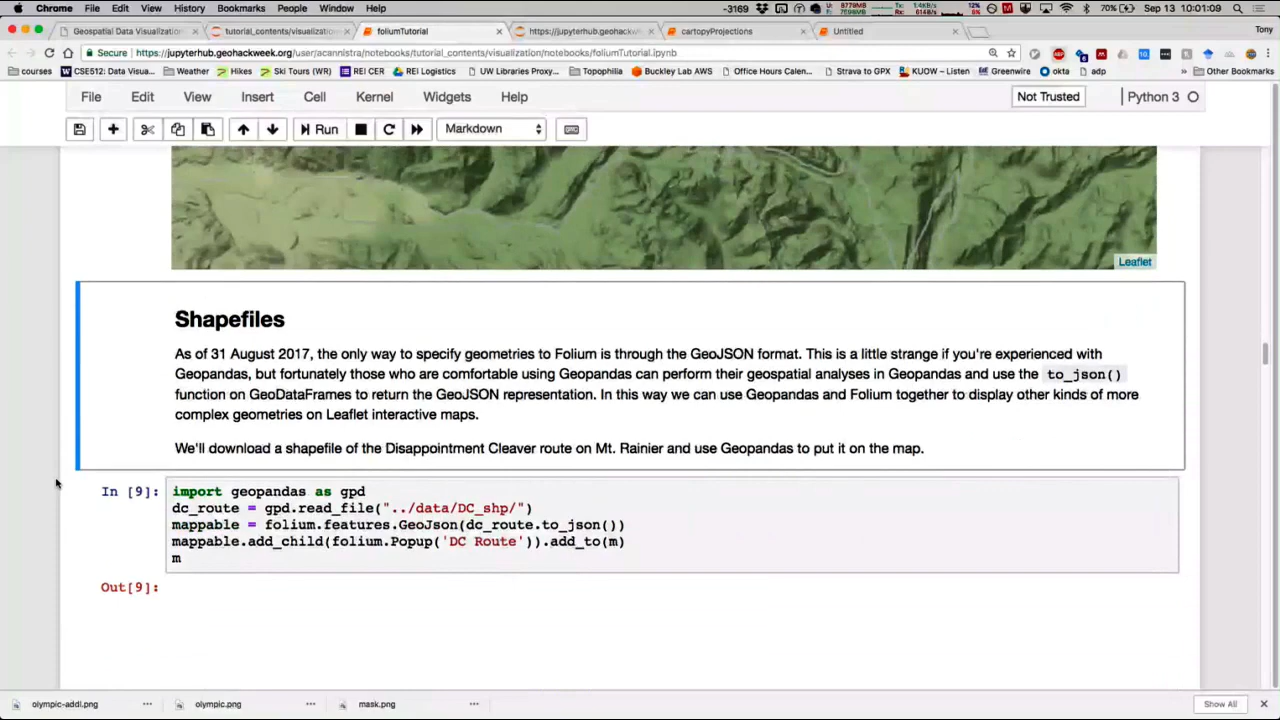 Chrome File Edit View History Bookmarks People Window Help -3169 70% Sep 13 10:01:09
Geospatial Data Visualization × tutorial_contents/visualization × foliumTutorial × https://jupyterhub.geohackweek × cartopyProjections × Untitled × Tony
Secure https://jupyterhub.geohackweek.org/user/acannistra/notebooks/tutorial_contents/visualization/notebooks/foliumTutorial.ipynb
courses CSE512: Data Visua... Weather Hikes Ski Tours (WR) REI CER REI Logistics UW Libraries Proxy... Topophilia Buckley Lab AWS Office Hours Calen... Strava to GPX KUOW – Listen Greenwire okta adp » Other Bookmarks
File Edit View Insert Cell Kernel Widgets Help Not Trusted Python 3
Run Markdown
Leaflet
Shapefiles
As of 31 August 2017, the only way to specify geometries to Folium is through the GeoJSON format. This is a little strange if you're experienced with
Geopandas, but fortunately those who are comfortable using Geopandas can perform their geospatial analyses in Geopandas and use the to_json()
function on GeoDataFrames to return the GeoJSON representation. In this way we can use Geopandas and Folium together to display other kinds of more
complex geometries on Leaflet interactive maps.
We'll download a shapefile of the Disappointment Cleaver route on Mt. Rainier and use Geopandas to put it on the map.
In [9]: import geopandas as gpd
dc_route = gpd.read_file("../data/DC_shp/")
mappable = folium.features.GeoJson(dc_route.to_json())
mappable.add_child(folium.Popup('DC Route')).add_to(m)
m
Out[9]:
olympic-addl.png ... olympic.png ... mask.png ... Show All ×